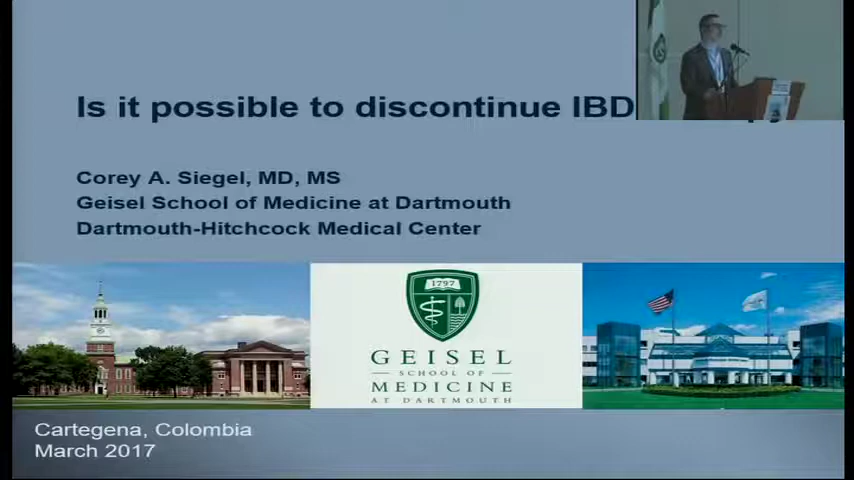 Is it possible to discontinue IBD
Corey A. Siegel, MD, MS
Geisel School of Medicine at Dartmouth
Dartmouth-Hitchcock Medical Center
1797
GEISEL
SCHOOL OF
MEDICINE
AT DARTMOUTH
Cartegena, Colombia
March 2017